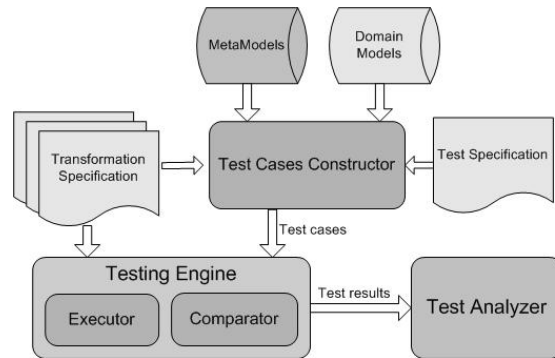 MetaModels
Domain
Models
Transformation
Specification
Test Cases Constructor
Test Specification
Test cases
Testing Engine
Executor
Comparator
Test results
Test Analyzer